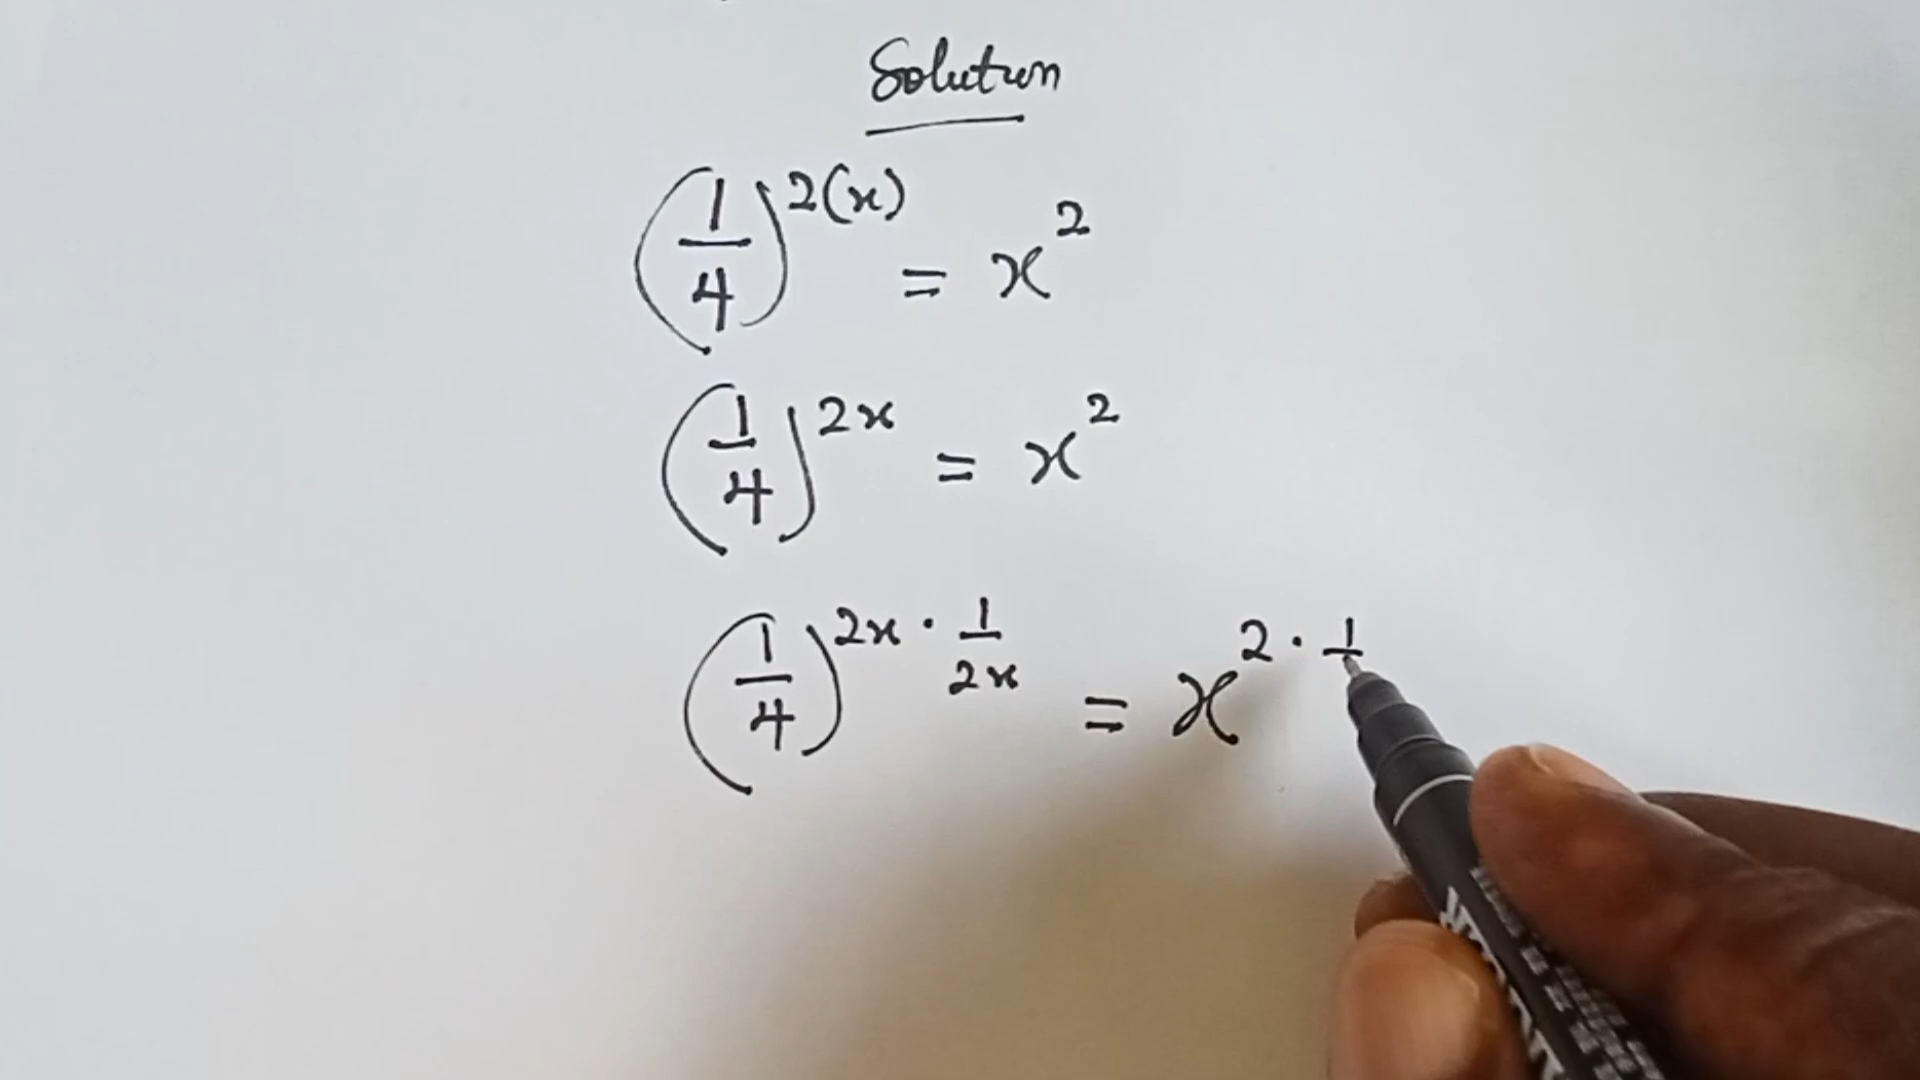 Solution
(1/4)^2(x) = x^2
(1/4)^2x = x^2
(1/4)^2x · 1/2x = x^2 · 1/